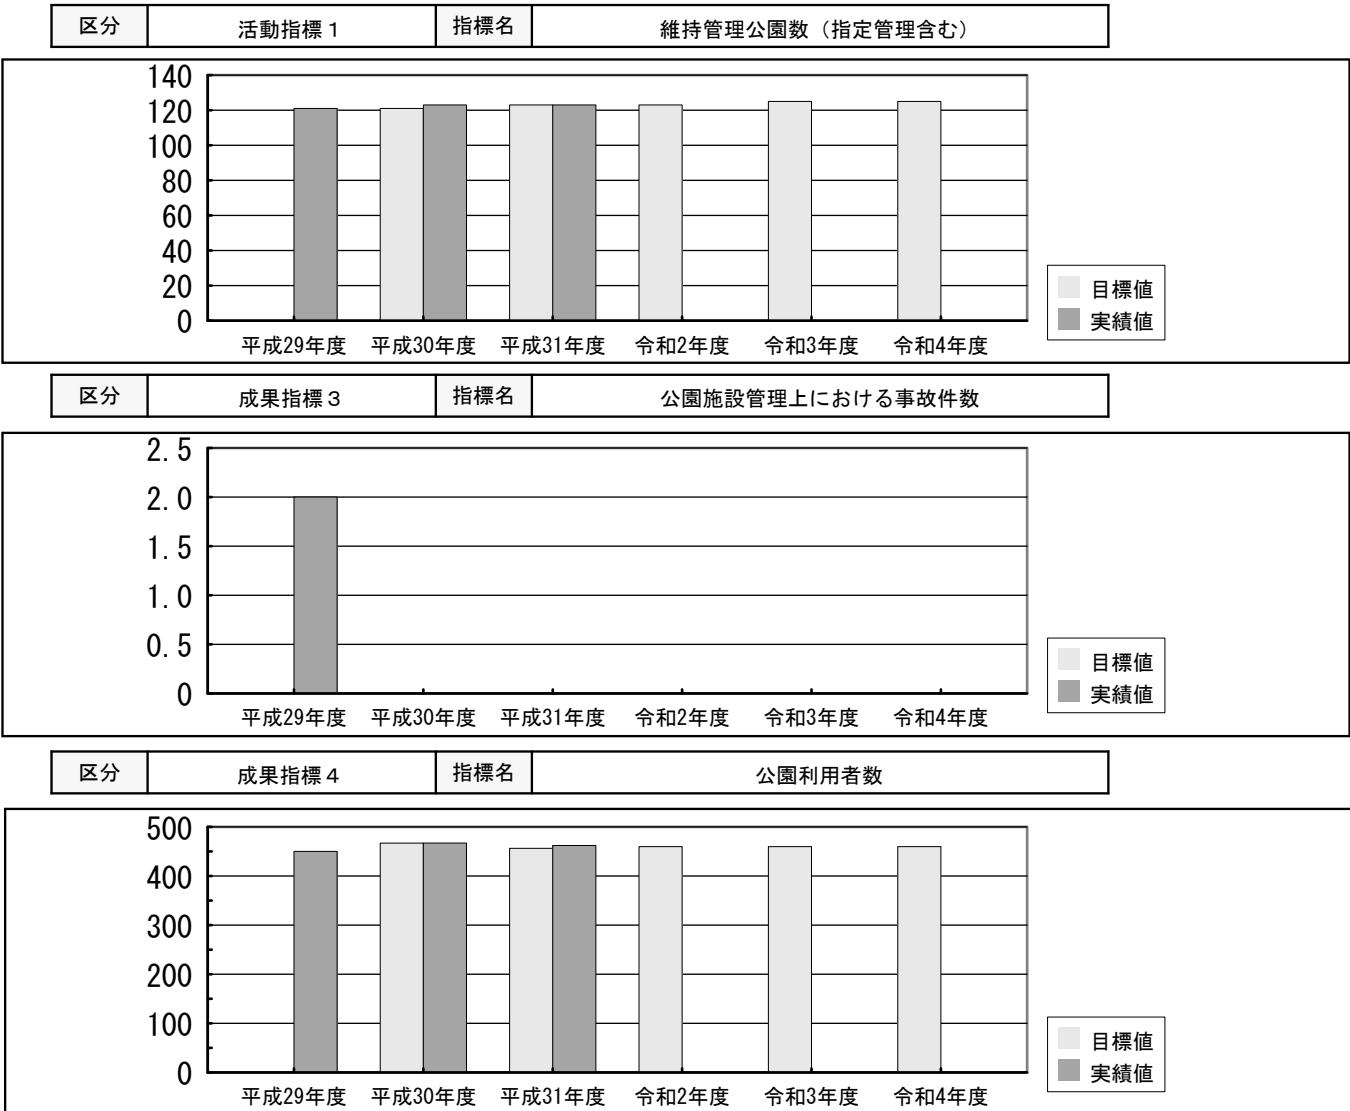 区分 活動指標１ 指標名 維持管理公園数（指定管理含む）
140
120
100
80
60
40
20
0
平成29年度 平成30年度 平成31年度 令和2年度 令和3年度 令和4年度
目標値
実績値
区分 成果指標３ 指標名 公園施設管理上における事故件数
2.5
2.0
1.5
1.0
0.5
0
平成29年度 平成30年度 平成31年度 令和2年度 令和3年度 令和4年度
目標値
実績値
区分 成果指標４ 指標名 公園利用者数
500
400
300
200
100
0
平成29年度 平成30年度 平成31年度 令和2年度 令和3年度 令和4年度
目標値
実績値